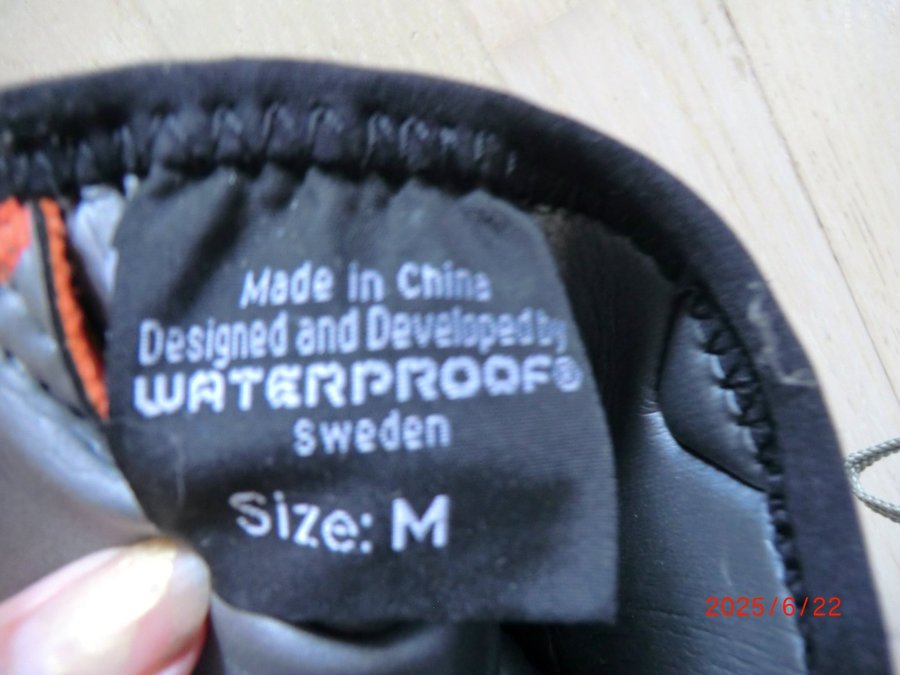 Made in China
Designed and Developed by
WATERPROOF®
Sweden
Size: M
2025/6/22